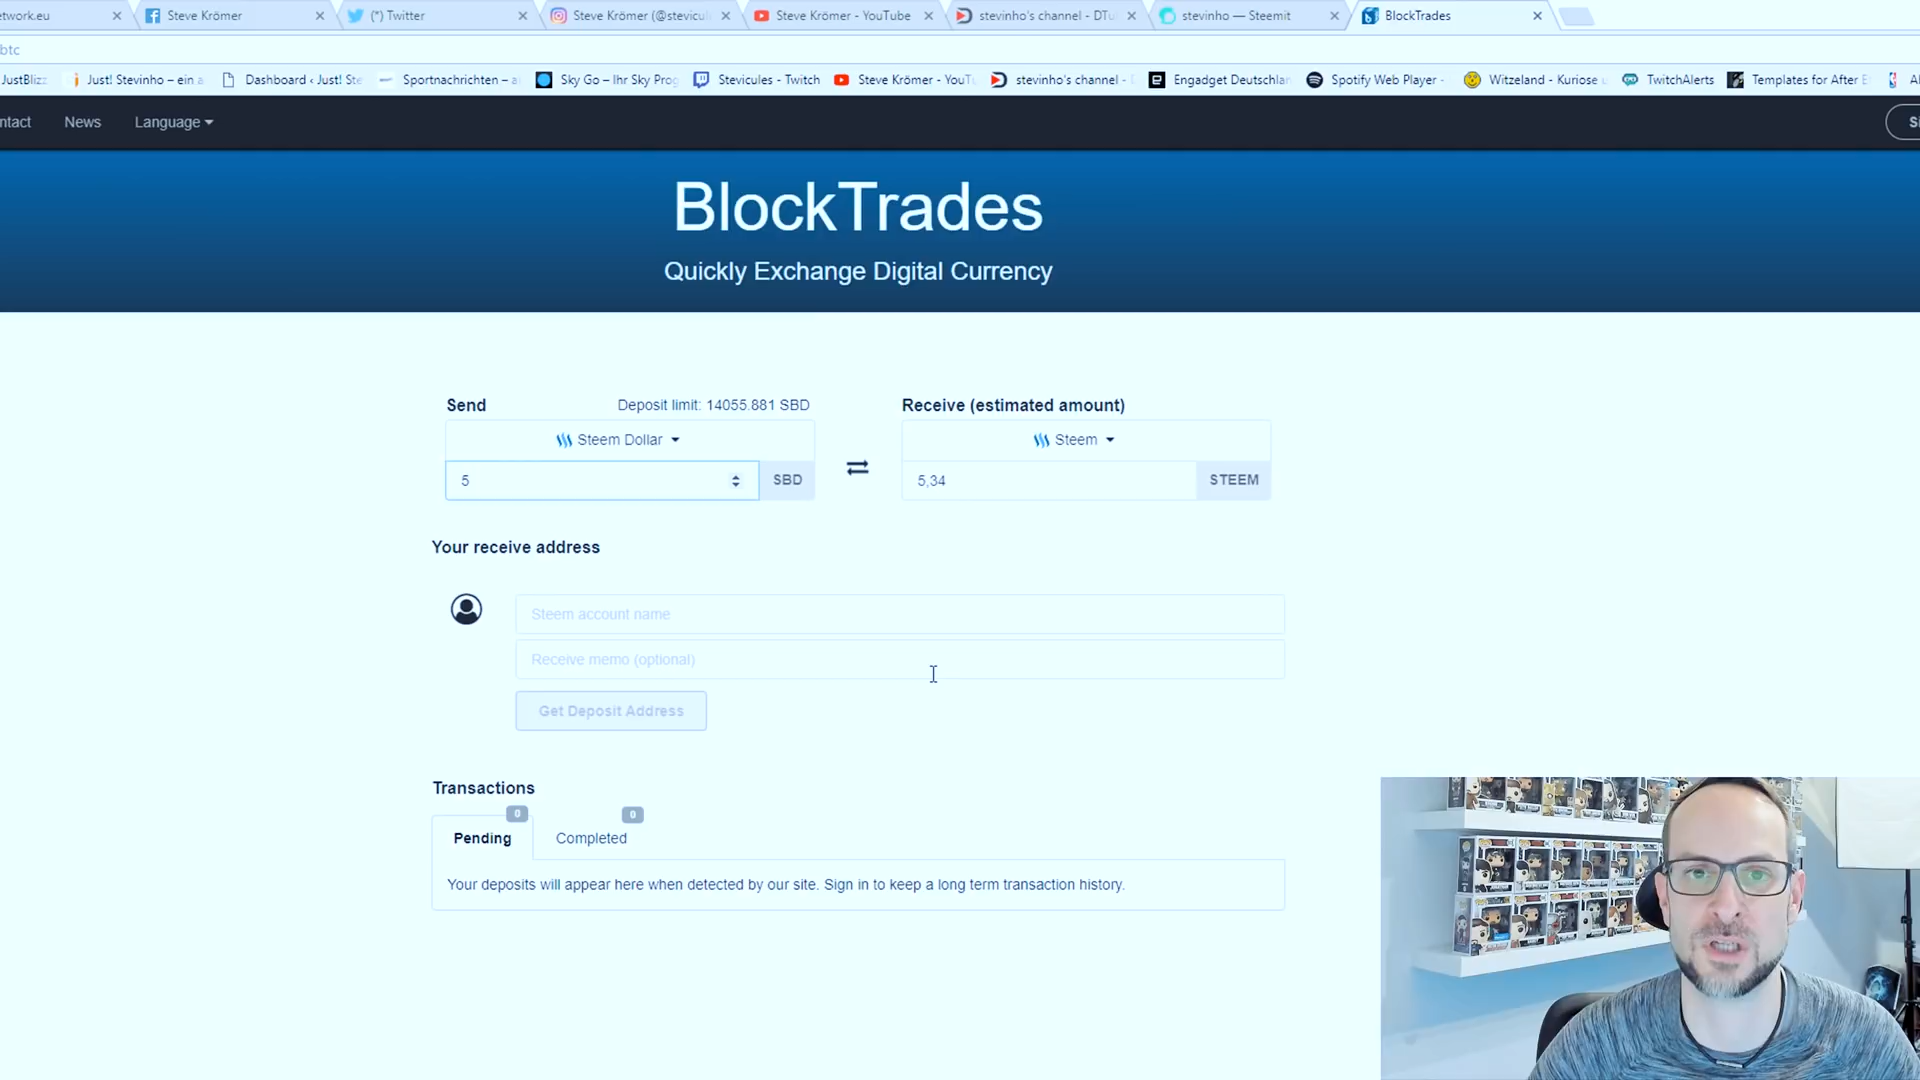 etwork.eu
Steve Krömer
(*) Twitter
Steve Krömer (@stevicul
Steve Krömer - YouTube
stevinho's channel - DTu
stevinho — Steemit
BlockTrades
btc
JustBlizz
Just! Stevinho – ein a
Dashboard ‹ Just! Ste
Sportnachrichten – a
Sky Go – Ihr Sky Prog
Stevicules - Twitch
Steve Krömer - YouTu
stevinho's channel -
Engadget Deutschlan
Spotify Web Player -
Witzeland - Kuriose u
TwitchAlerts
Templates for After E
ntact
News
Language
Si
BlockTrades
Quickly Exchange Digital Currency
Send
Deposit limit: 14055.881 SBD
Receive (estimated amount)
Steem Dollar
Steem
5
SBD
5,34
STEEM
Your receive address
Steem account name
Receive memo (optional)
Get Deposit Address
Transactions
0
0
Pending
Completed
Your deposits will appear here when detected by our site. Sign in to keep a long term transaction history.